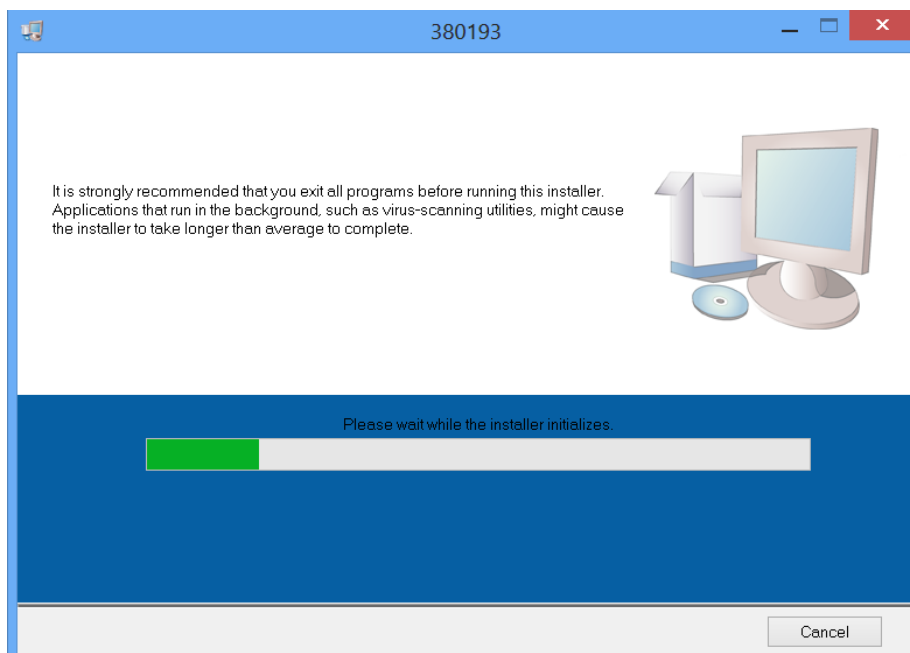 380193
It is strongly recommended that you exit all programs before running this installer.
Applications that run in the background, such as virus-scanning utilities, might cause
the installer to take longer than average to complete.
Please wait while the installer initializes.
Cancel